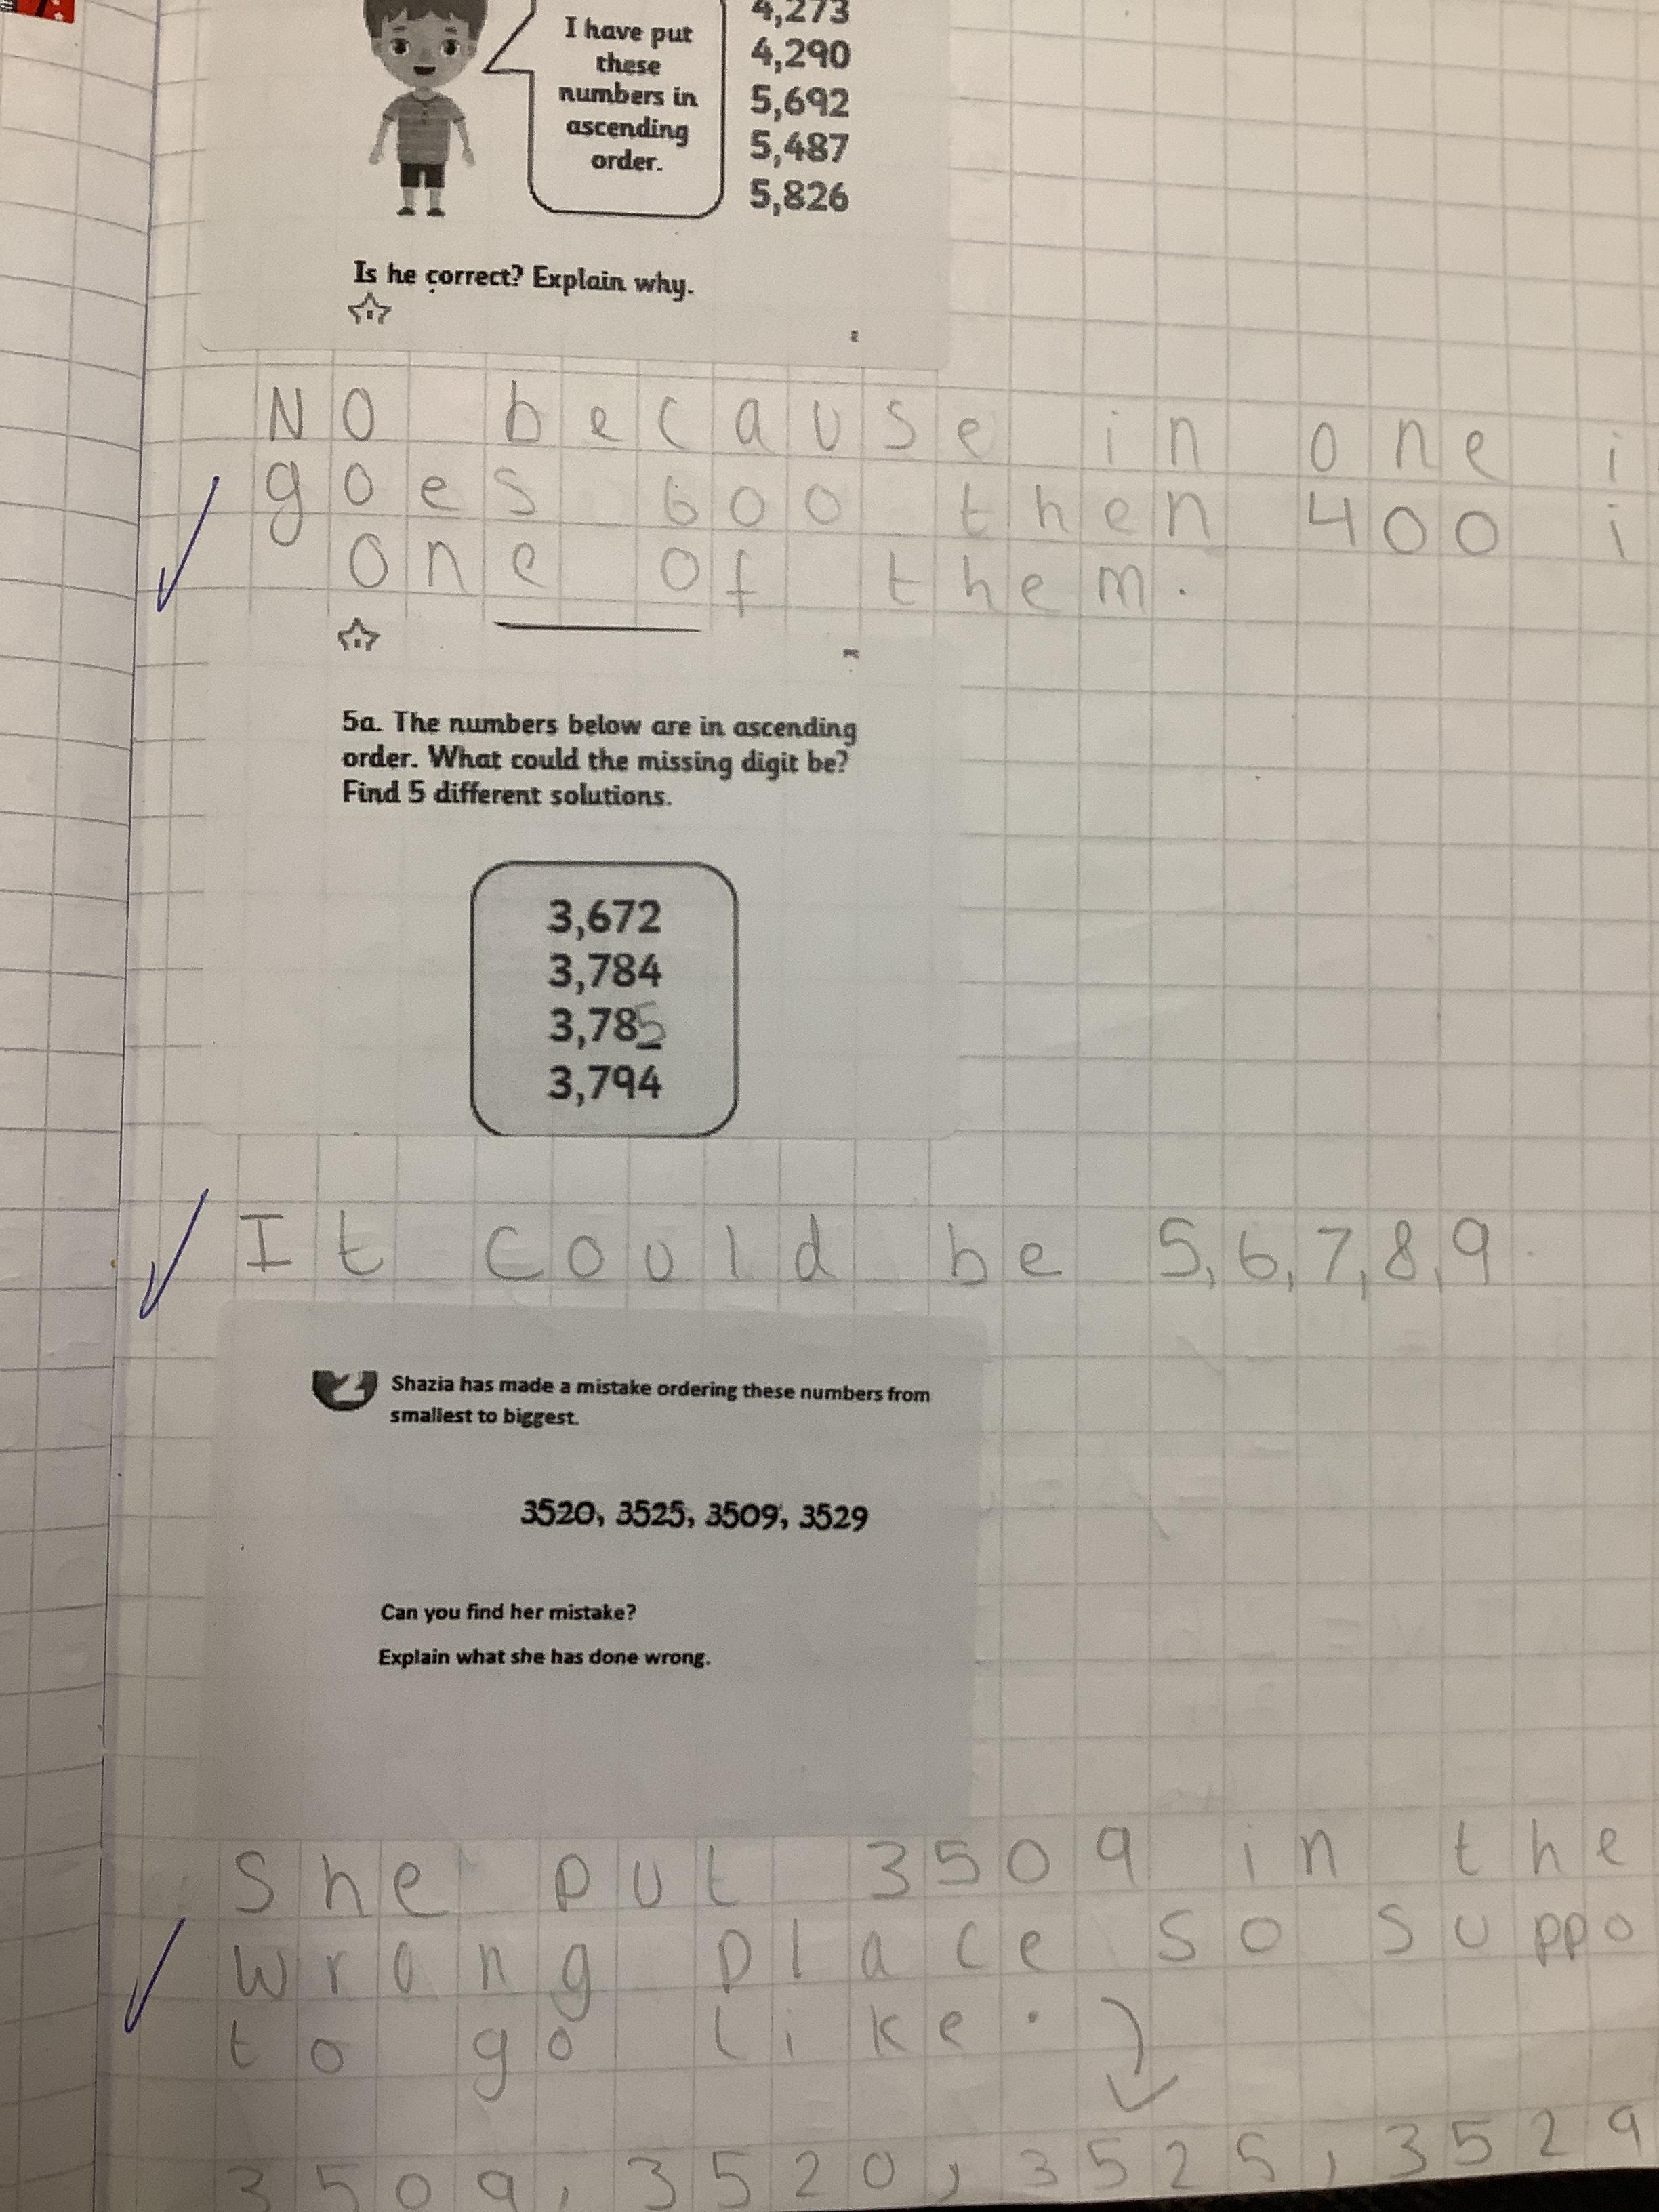 I have put
these
numbers in
ascending
order.
4,273
4,290
5,692
5,487
5,826
Is he correct? Explain why.
NO because in one i
goes 600 then 400 i
one of them.
5a. The numbers below are in ascending
order. What could the missing digit be?
Find 5 different solutions.
3,672
3,784
3,785
3,794
It could be 5,6,7,8,9.
2 Shazia has made a mistake ordering these numbers from
smallest to biggest.
3520, 3525, 3509, 3529
Can you find her mistake?
Explain what she has done wrong.
She put 3509 in the
wrong place so suppo
to go like.
3509, 3520, 3525, 3529